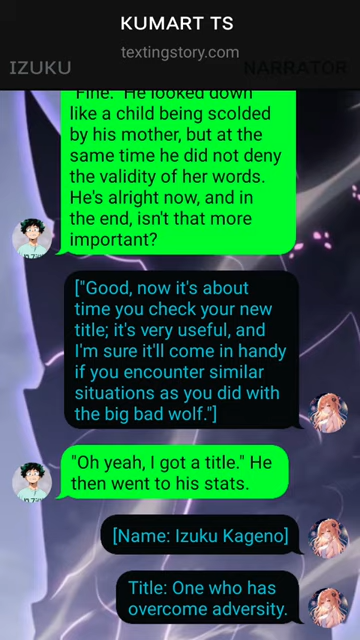 KUMART TS
textingstory.com
IZUKU
NARRATOR
"Fine." He looked down
like a child being scolded
by his mother, but at the
same time he did not deny
the validity of her words.
He's alright now, and in
the end, isn't that more
important?
["Good, now it's about
time you check your new
title; it's very useful, and
I'm sure it'll come in handy
if you encounter similar
situations as you did with
the big bad wolf."]
"Oh yeah, I got a title." He
then went to his stats.
[Name: Izuku Kageno]
Title: One who has
overcome adversity.